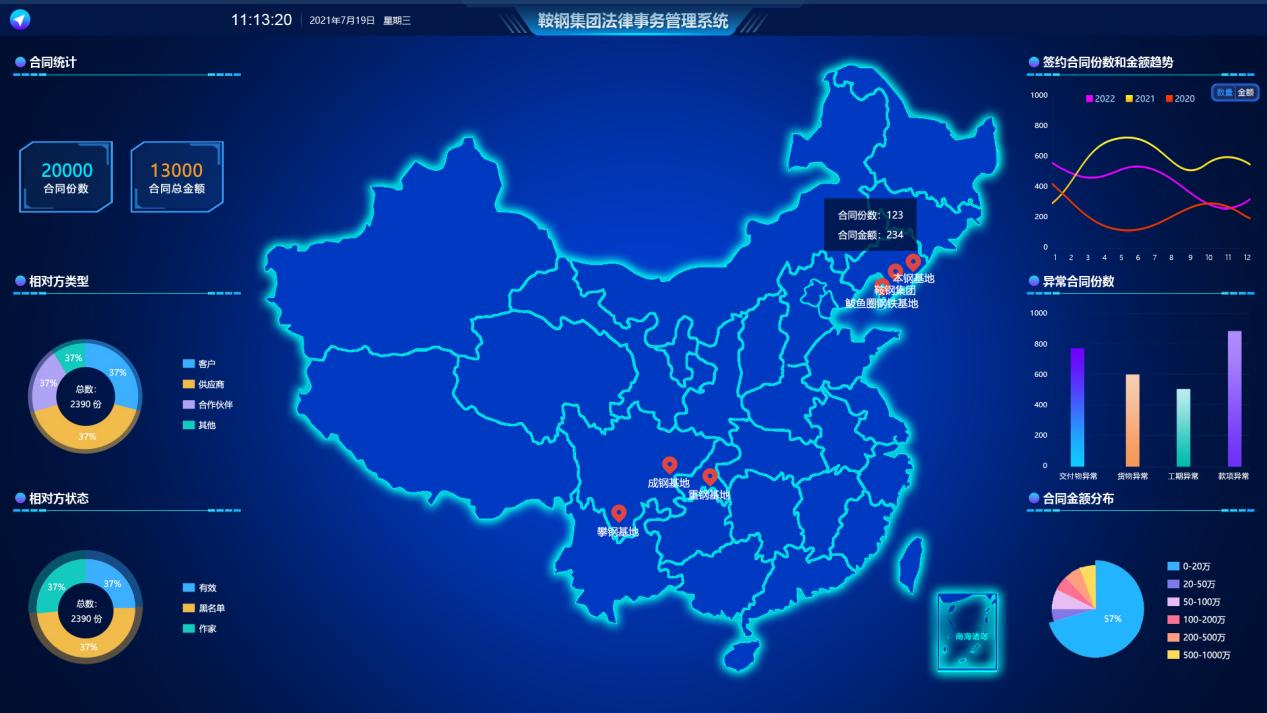 11:13:20 2021年7月19日 星期三
鞍钢集团法律事务管理系统
合同统计
20000
合同份数
13000
合同总金额
相对方类型
37%
37%
37%
37%
总数:
2390 份
客户
供应商
合作伙伴
其他
相对方状态
37%
37%
37%
总数:
2390 份
有效
黑名单
作家
合同份数: 123
合同金额: 234
本钢基地
鞍钢集团
鲅鱼圈钢铁基地
成钢基地
重钢基地
攀钢基地
南海诸岛
签约合同份数和金额趋势
数量 金额
2022 2021 2020
1000
800
600
400
200
0
1 2 3 4 5 6 7 8 9 10 11 12
异常合同份数
1000
800
600
400
200
0
交付物异常 货物异常 工期异常 款项异常
合同金额分布
57%
0-20万
20-50万
50-100万
100-200万
200-500万
500-1000万